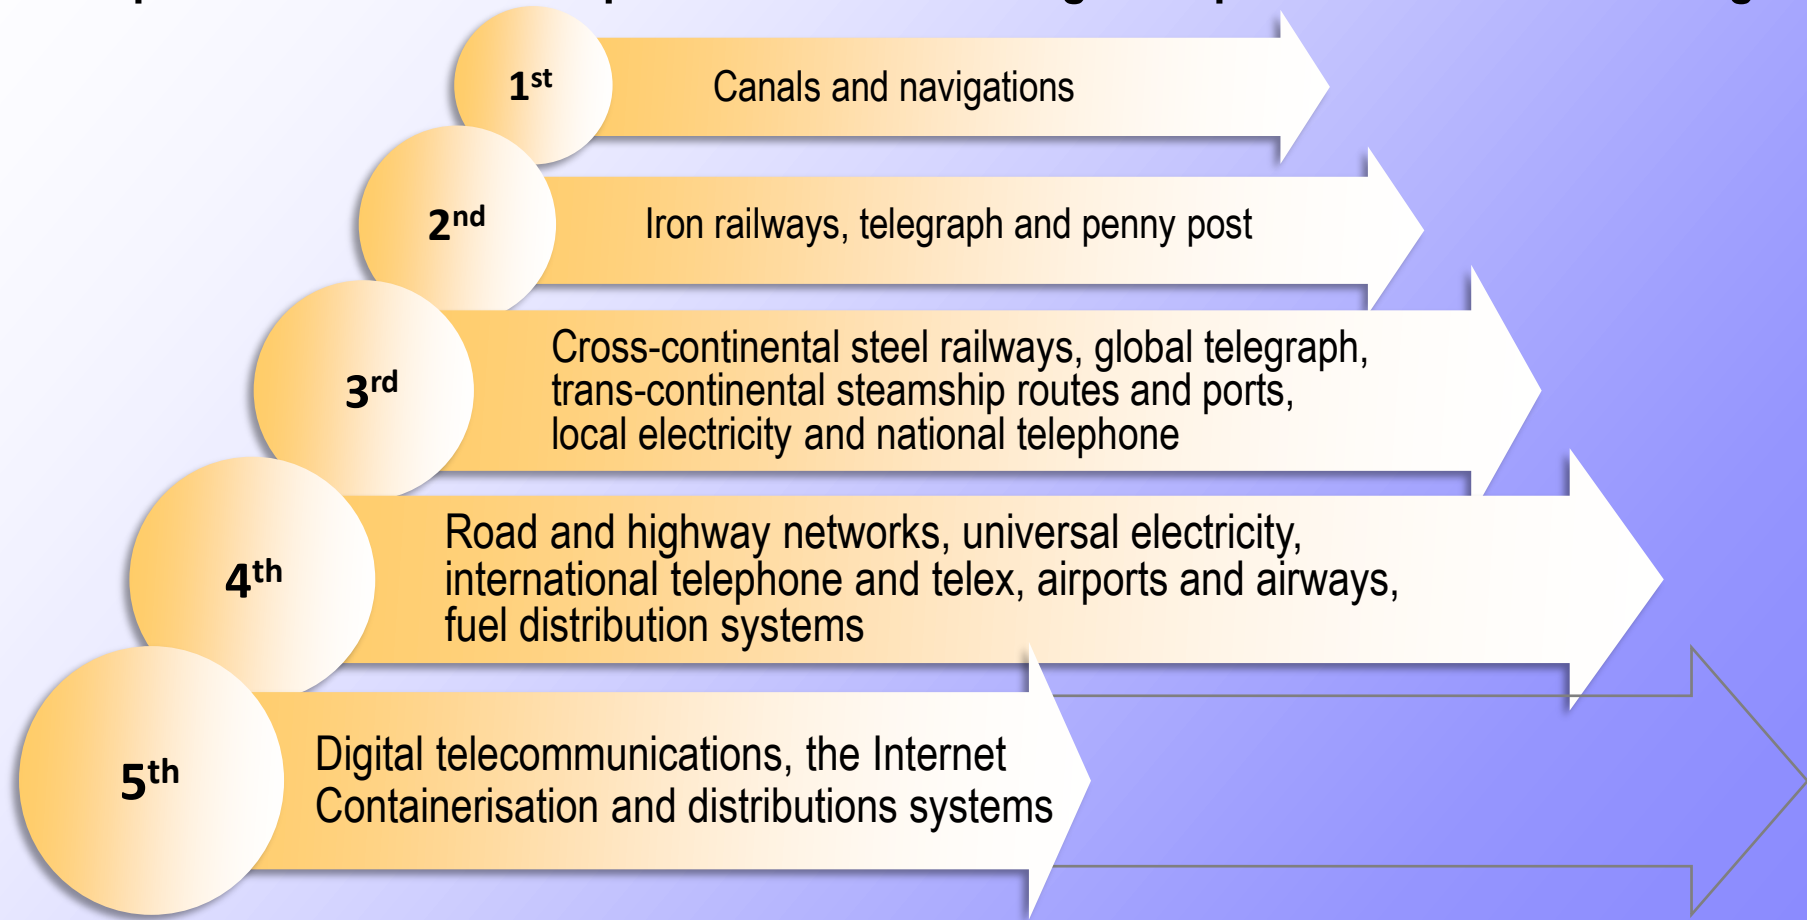 1st
Canals and navigations
2nd
Iron railways, telegraph and penny post
3rd
Cross-continental steel railways, global telegraph,
trans-continental steamship routes and ports,
local electricity and national telephone
4th
Road and highway networks, universal electricity,
international telephone and telex, airports and airways,
fuel distribution systems
5th
Digital telecommunications, the Internet
Containerisation and distributions systems